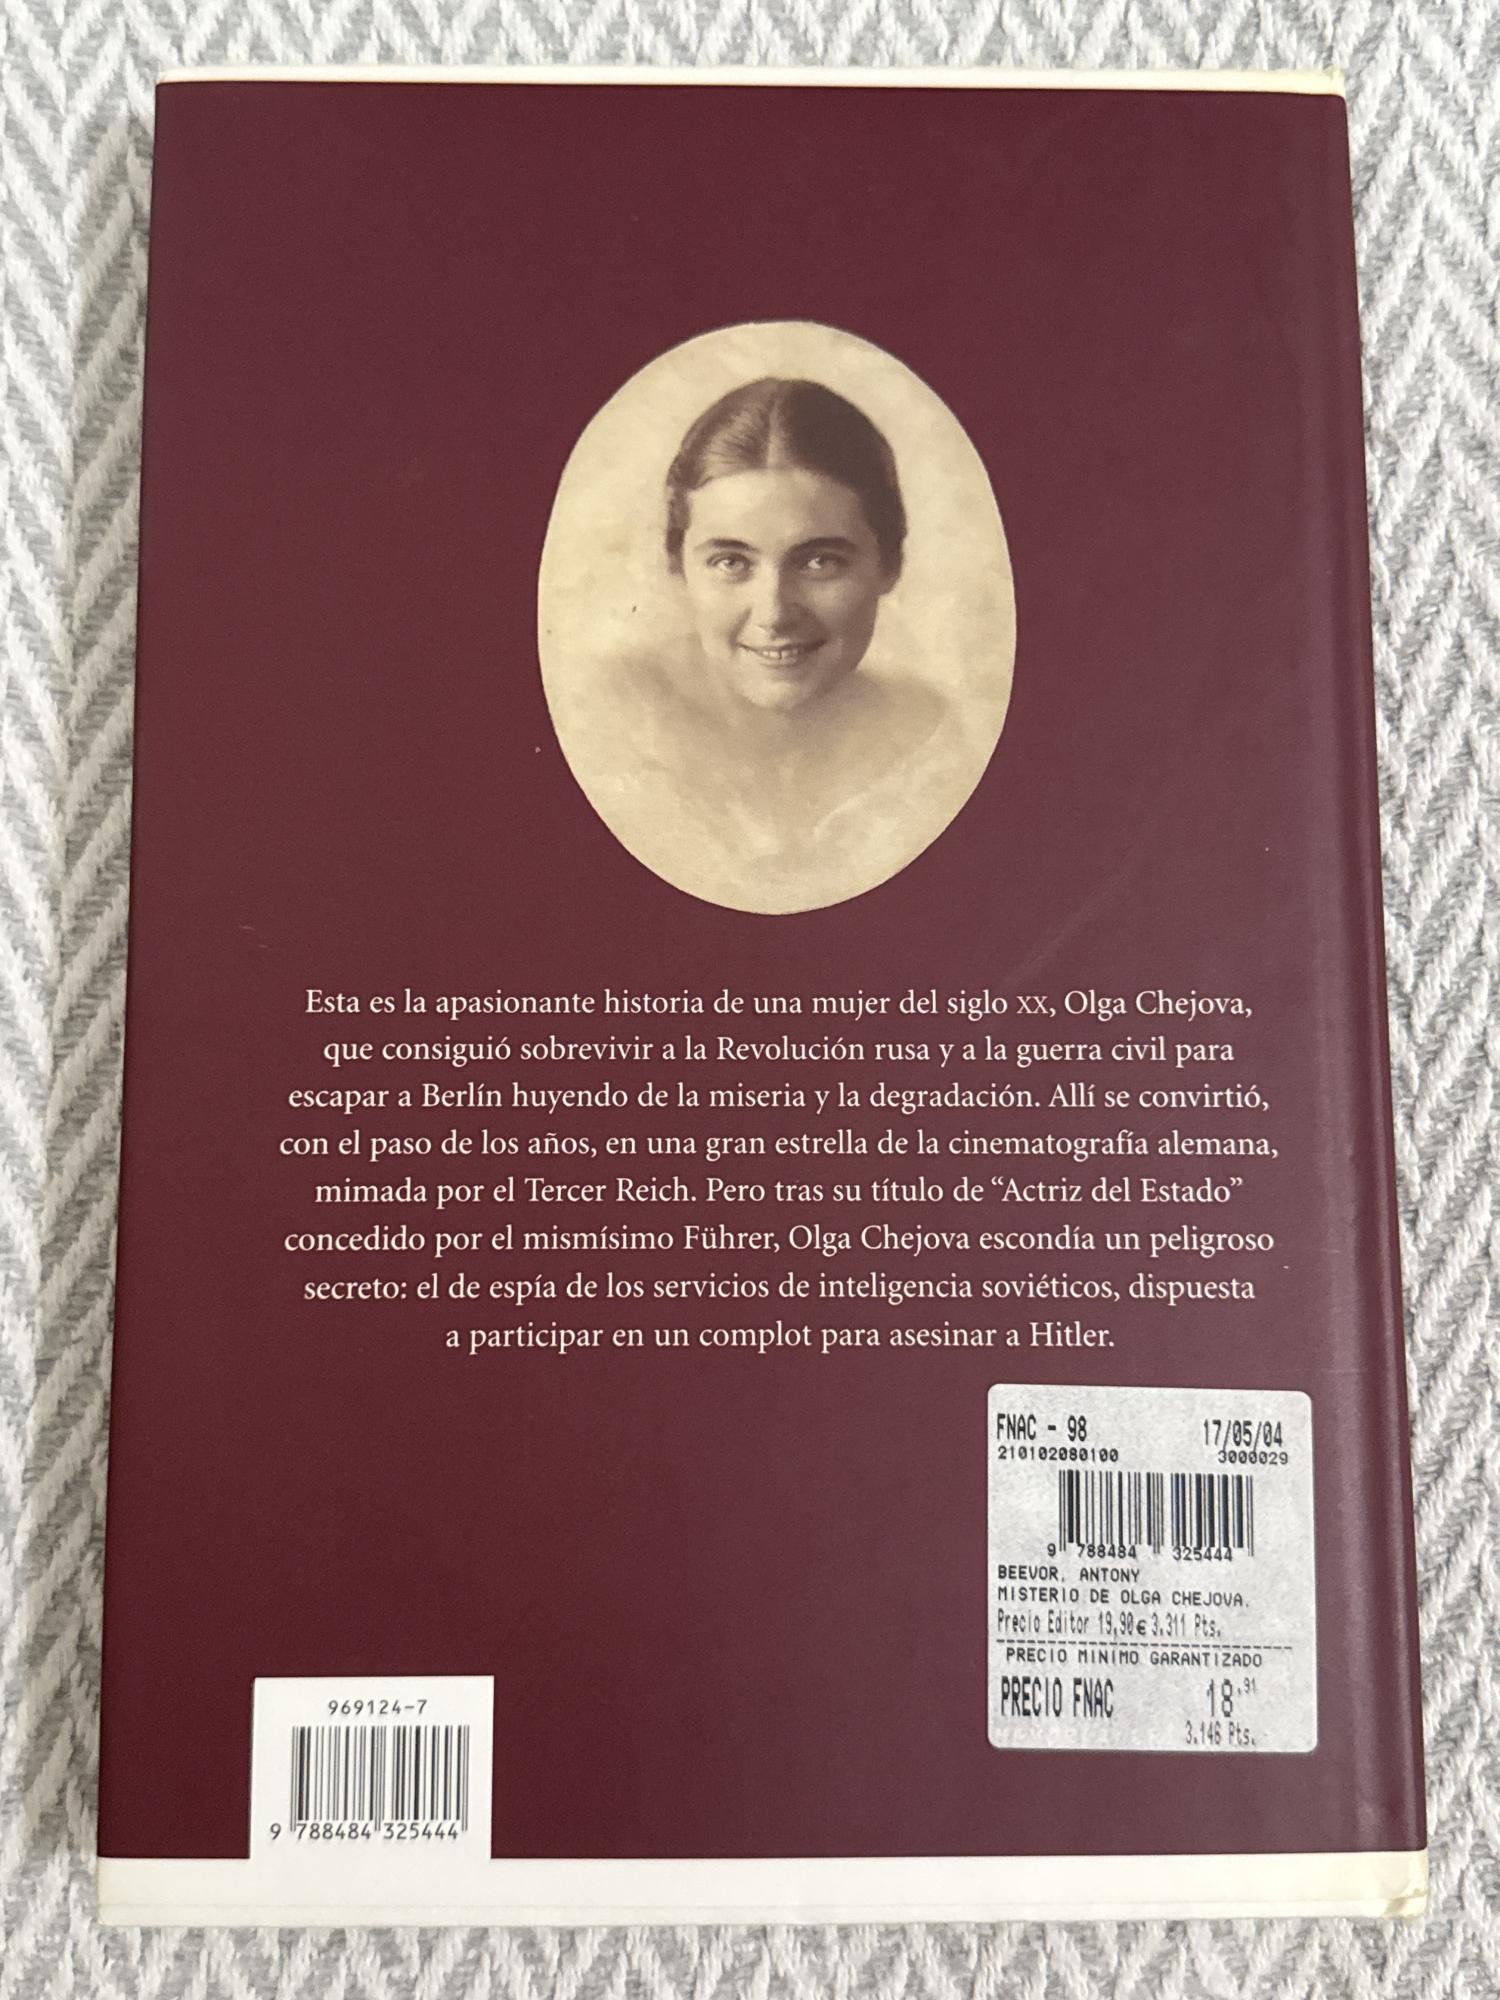 Esta es la apasionante historia de una mujer del siglo XX, Olga Chejova,
que consiguió sobrevivir a la Revolución rusa y a la guerra civil para
escapar a Berlín huyendo de la miseria y la degradación. Allí se convirtió,
con el paso de los años, en una gran estrella de la cinematografía alemana,
mimada por el Tercer Reich. Pero tras su título de “Actriz del Estado”
concedido por el mismísimo Führer, Olga Chejova escondía un peligroso
secreto: el de espía de los servicios de inteligencia soviéticos, dispuesta
a participar en un complot para asesinar a Hitler.
FNAC - 98 17/05/04
210102080100 3000029
9 788484 325444
BEEVOR, ANTONY
MISTERIO DE OLGA CHEJOVA.
Precio Editor 19,90€ 3.311 Pts.
PRECIO MINIMO GARANTIZADO
PRECIO FNAC 18,91
3.146 Pts.
969124-7
9 788484 325444